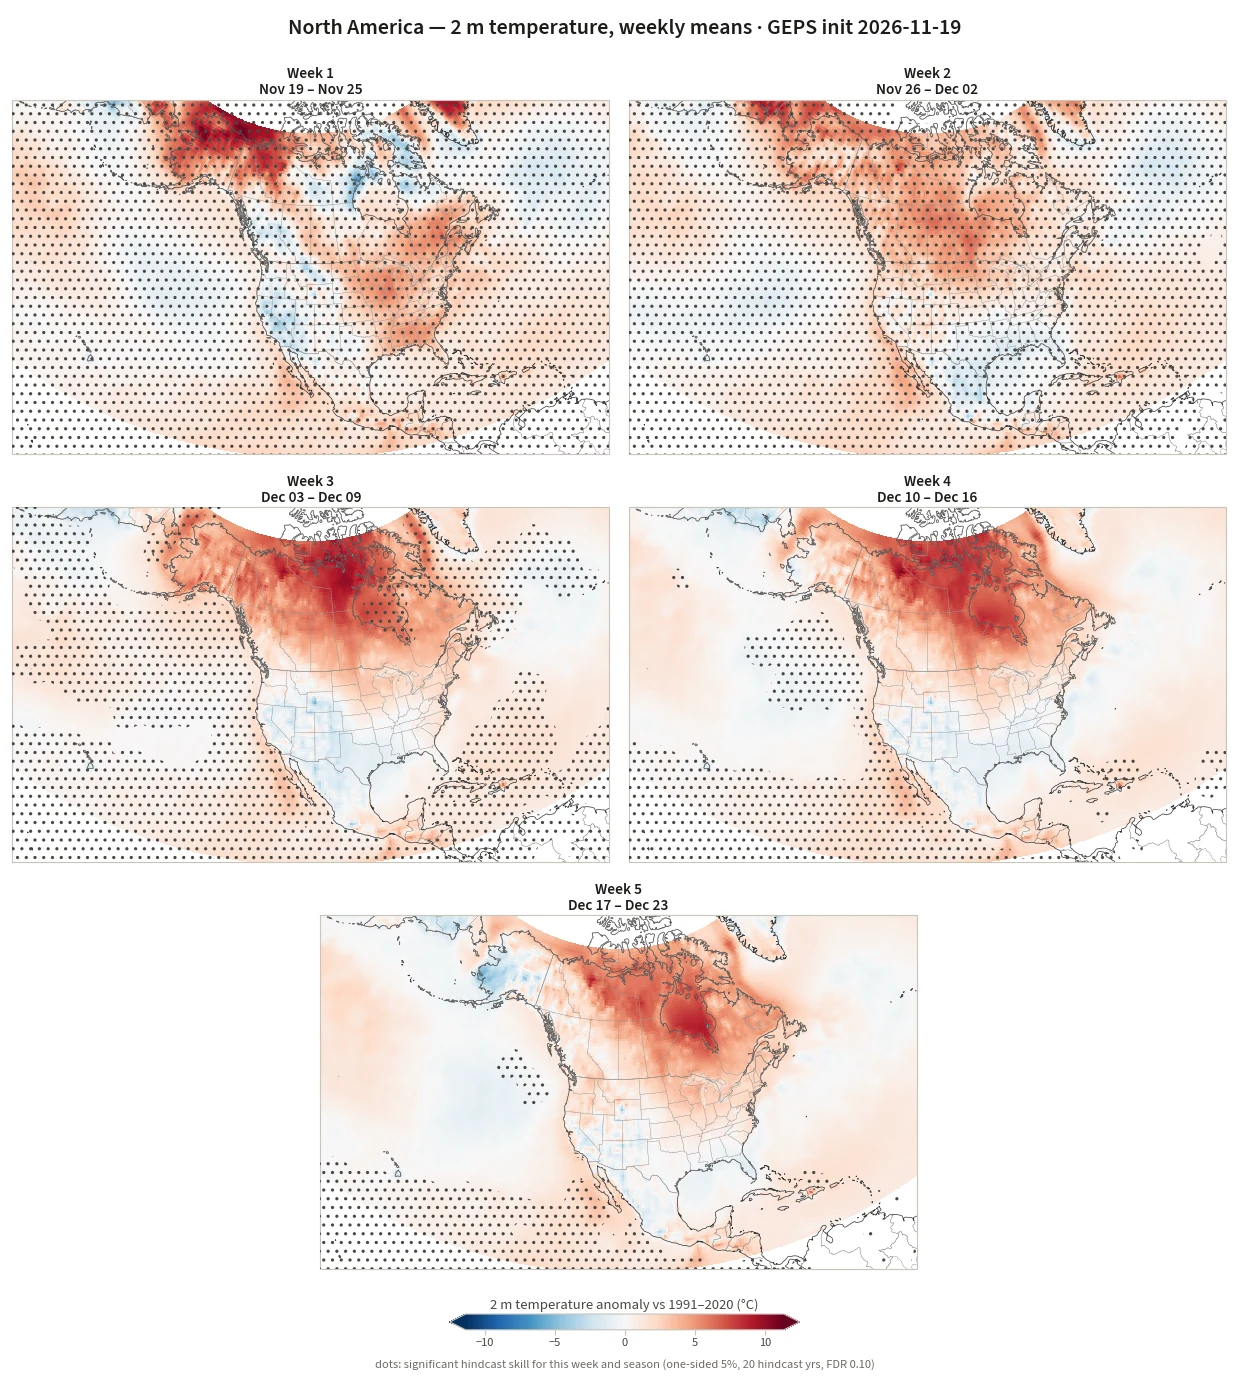 North America — 2 m temperature, weekly means · GEPS init 2026-11-19
Week 1
Nov 19 – Nov 25
Week 2
Nov 26 – Dec 02
Week 3
Dec 03 – Dec 09
Week 4
Dec 10 – Dec 16
Week 5
Dec 17 – Dec 23
2 m temperature anomaly vs 1991–2020 (°C)
−10 −5 0 5 10
dots: significant hindcast skill for this week and season (one-sided 5%, 20 hindcast yrs, FDR 0.10)